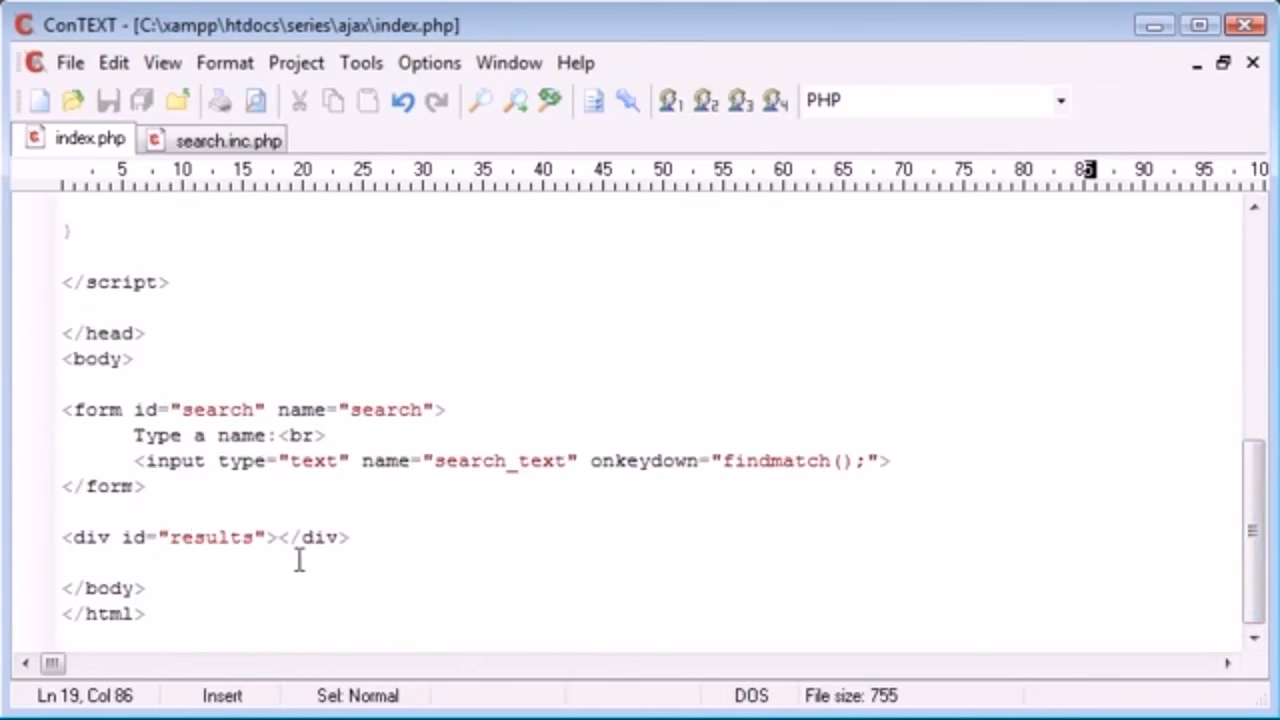 ConTEXT - [C:\xampp\htdocs\series\ajax\index.php]
File Edit View Format Project Tools Options Window Help
1 2 3 4 PHP
index.php search.inc.php
5 10 15 20 25 30 35 40 45 50 55 60 65 70 75 80 85 90 95 10
}
</script>
</head>
<body>
<form id="search" name="search">
Type a name:<br>
<input type="text" name="search_text" onkeydown="findmatch();">
</form>
<div id="results"></div>
</body>
</html>
Ln 19, Col 86 Insert Sel: Normal DOS File size: 755